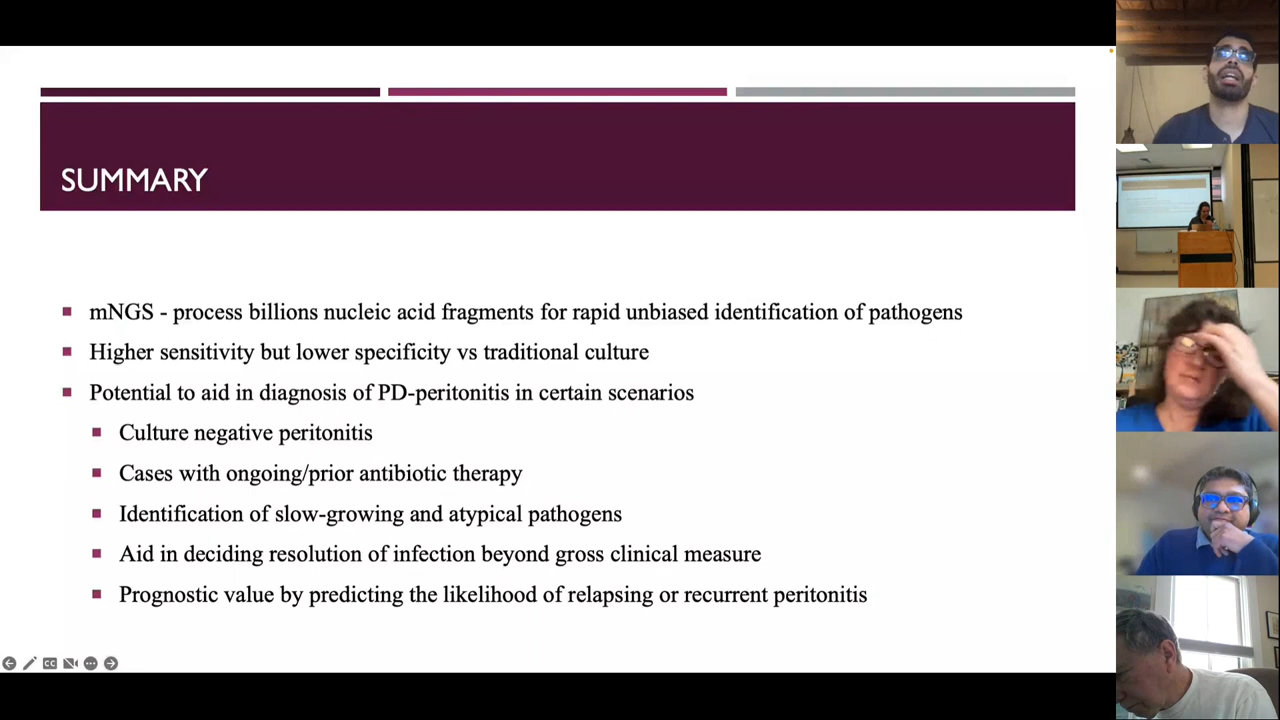 SUMMARY
mNGS - process billions nucleic acid fragments for rapid unbiased identification of pathogens
Higher sensitivity but lower specificity vs traditional culture
Potential to aid in diagnosis of PD-peritonitis in certain scenarios
Culture negative peritonitis
Cases with ongoing/prior antibiotic therapy
Identification of slow-growing and atypical pathogens
Aid in deciding resolution of infection beyond gross clinical measure
Prognostic value by predicting the likelihood of relapsing or recurrent peritonitis
CC